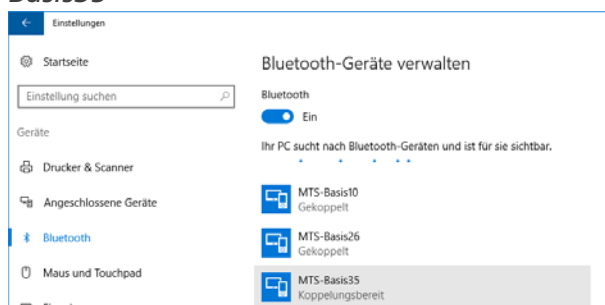 Basis35
Einstellungen
Startseite
Einstellung suchen
Geräte
Drucker & Scanner
Angeschlossene Geräte
Bluetooth
Maus und Touchpad
Bluetooth-Geräte verwalten
Bluetooth
Ein
Ihr PC sucht nach Bluetooth-Geräten und ist für sie sichtbar.
MTS-Basis10
Gekoppelt
MTS-Basis26
Gekoppelt
MTS-Basis35
Koppelungsbereit